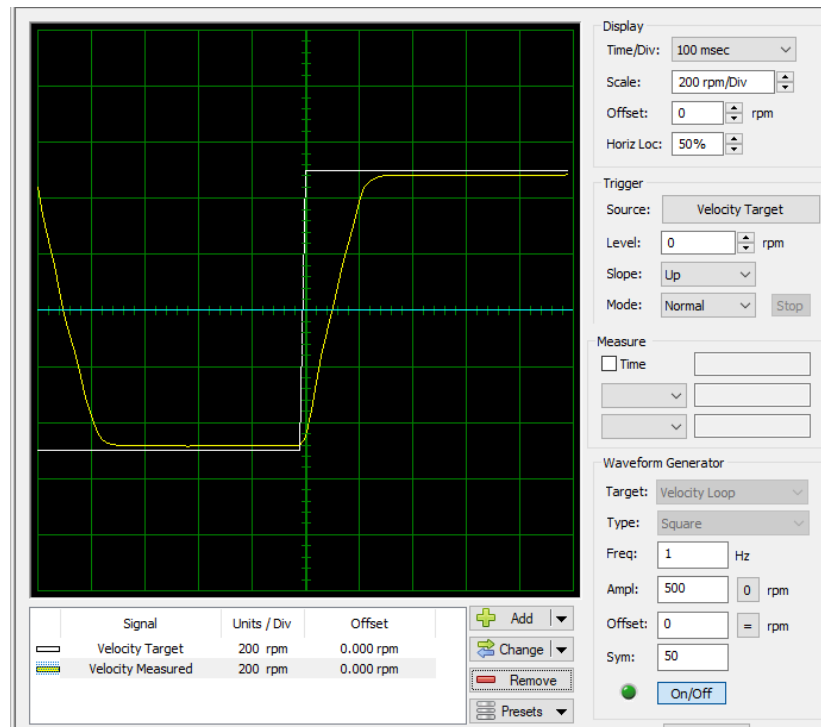 Display
Time/Div: 100 msec
Scale: 200 rpm/Div
Offset: 0 rpm
Horiz Loc: 50%
Trigger
Source: Velocity Target
Level: 0 rpm
Slope: Up
Mode: Normal Stop
Measure
Time
Waveform Generator
Target: Velocity Loop
Type: Square
Freq: 1 Hz
Ampl: 500 0 rpm
Offset: 0 = rpm
Sym: 50
On/Off
Signal Units / Div Offset
Velocity Target 200 rpm 0.000 rpm
Velocity Measured 200 rpm 0.000 rpm
Add
Change
Remove
Presets